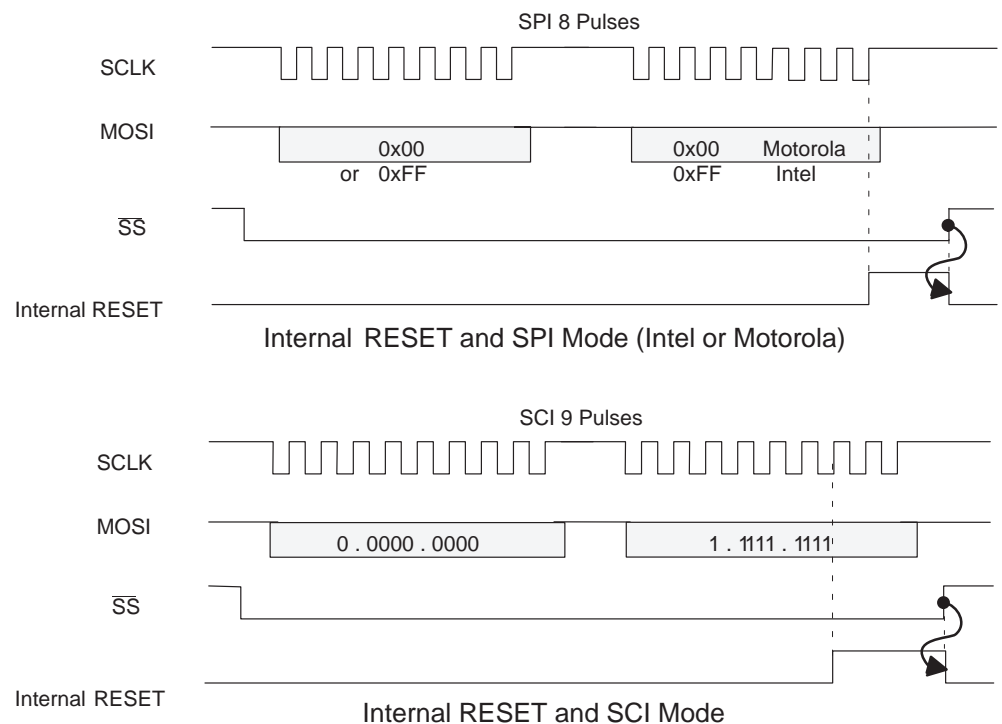 SPI 8 Pulses
SCLK
MOSI
0x00
or 0xFF
0x00 Motorola
0xFF Intel
SS
Internal RESET
Internal RESET and SPI Mode (Intel or Motorola)
SCI 9 Pulses
SCLK
MOSI
0 . 0000 . 0000
1 . 1111 . 1111
SS
Internal RESET
Internal RESET and SCI Mode